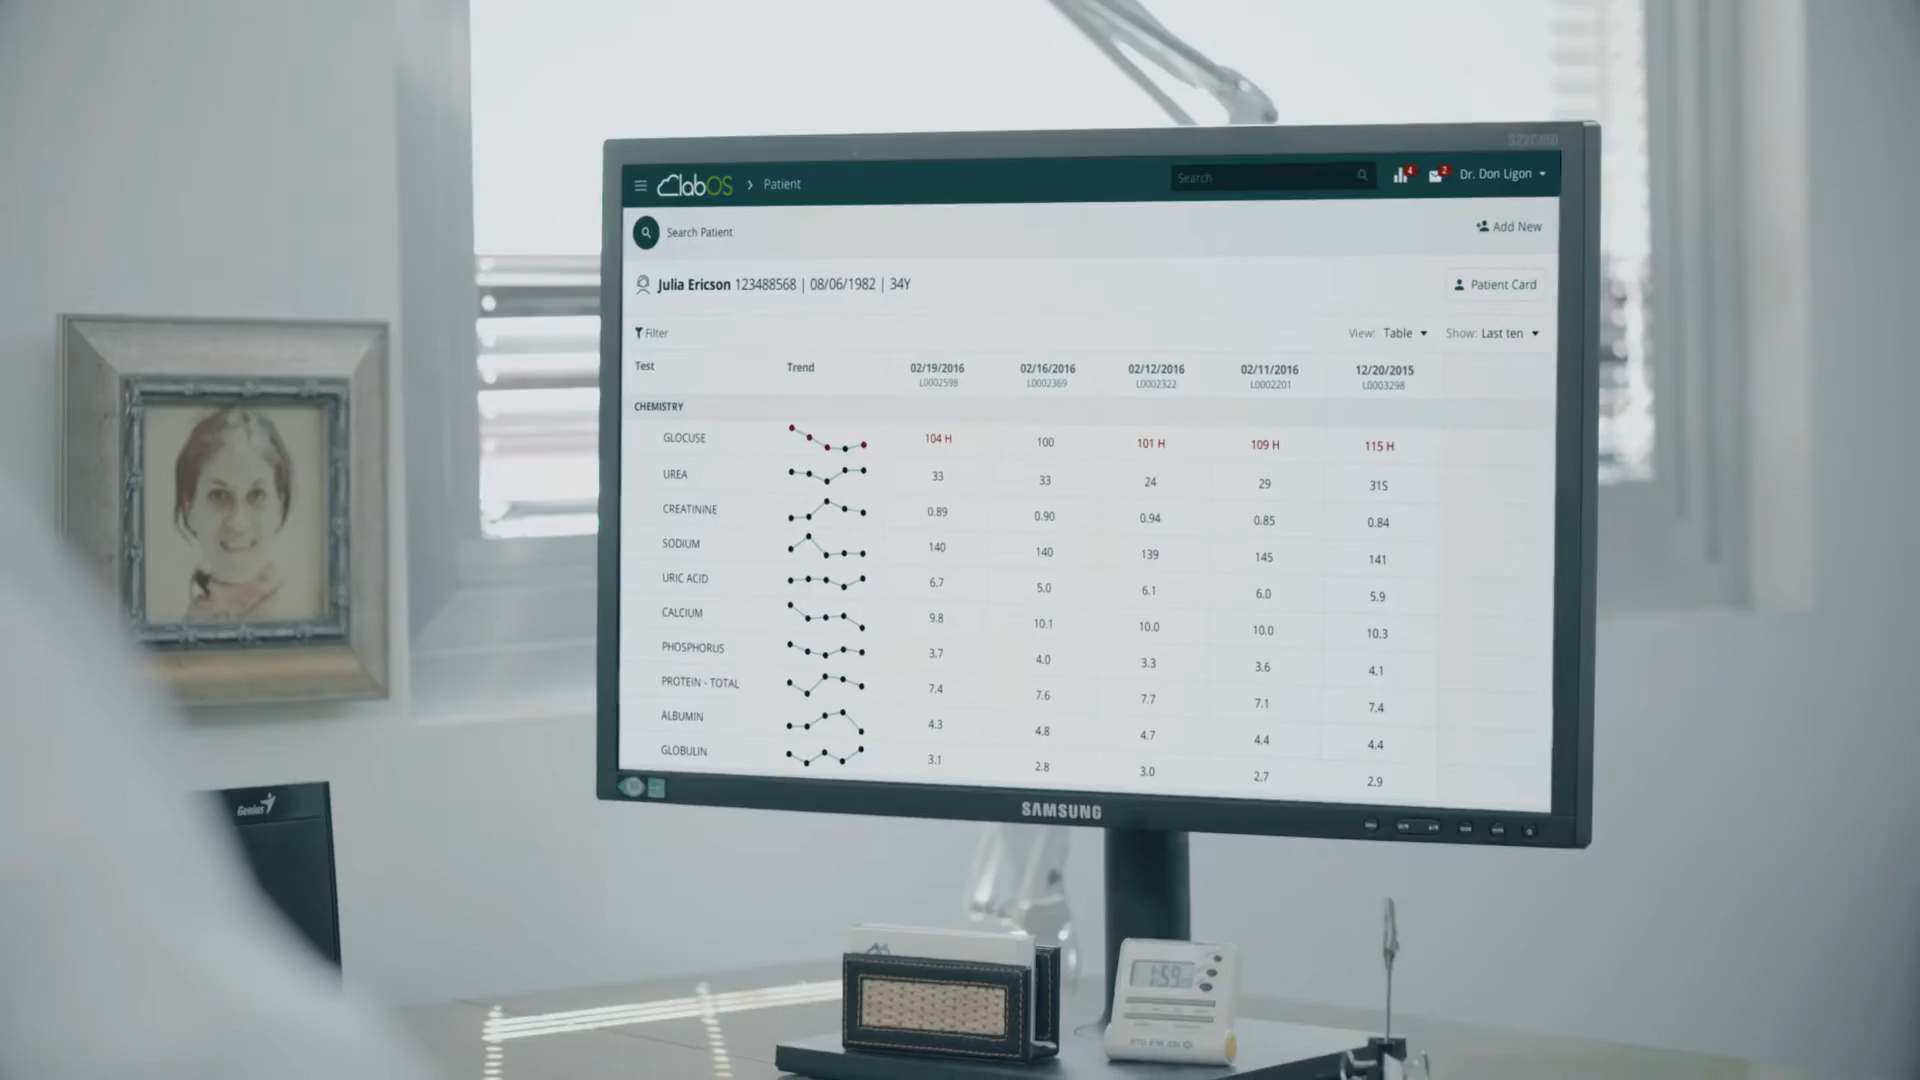 S22C450
labOS > Patient Search 4 2 Dr. Don Ligon
Search Patient Add New
Julia Ericson 123488568 | 08/06/1982 | 34Y Patient Card
Filter View: Table Show: Last ten
Test Trend 02/19/2016 02/16/2016 02/12/2016 02/11/2016 12/20/2015
L0002598 L0002369 L0002322 L0002201 L0003298
CHEMISTRY
GLOCUSE 104 H 100 101 H 109 H 115 H
UREA 33 33 24 29 31S
CREATININE 0.89 0.90 0.94 0.85 0.84
SODIUM 140 140 139 145 141
URIC ACID 6.7 5.0 6.1 6.0 5.9
CALCIUM 9.8 10.1 10.0 10.0 10.3
PHOSPHORUS 3.7 4.0 3.3 3.6 4.1
PROTEIN - TOTAL 7.4 7.6 7.7 7.1 7.4
ALBUMIN 4.3 4.8 4.7 4.4 4.4
GLOBULIN 3.1 2.8 3.0 2.7 2.9
SAMSUNG
Genius
1:59